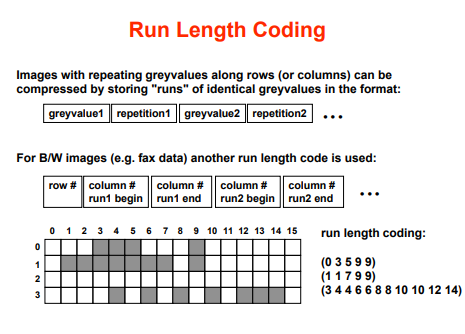 Run Length Coding
Images with repeating greyvalues along rows (or columns) can be
compressed by storing "runs" of identical greyvalues in the format:
greyvalue1 repetition1 greyvalue2 repetition2 ...
For B/W images (e.g. fax data) another run length code is used:
row # column # column # column # column #
run1 begin run1 end run2 begin run2 end ...
0 1 2 3 4 5 6 7 8 9 10 11 12 13 14 15
run length coding:
0
1
2
3
(0 3 5 9 9)
(1 1 7 9 9)
(3 4 4 6 6 8 8 10 10 12 14)